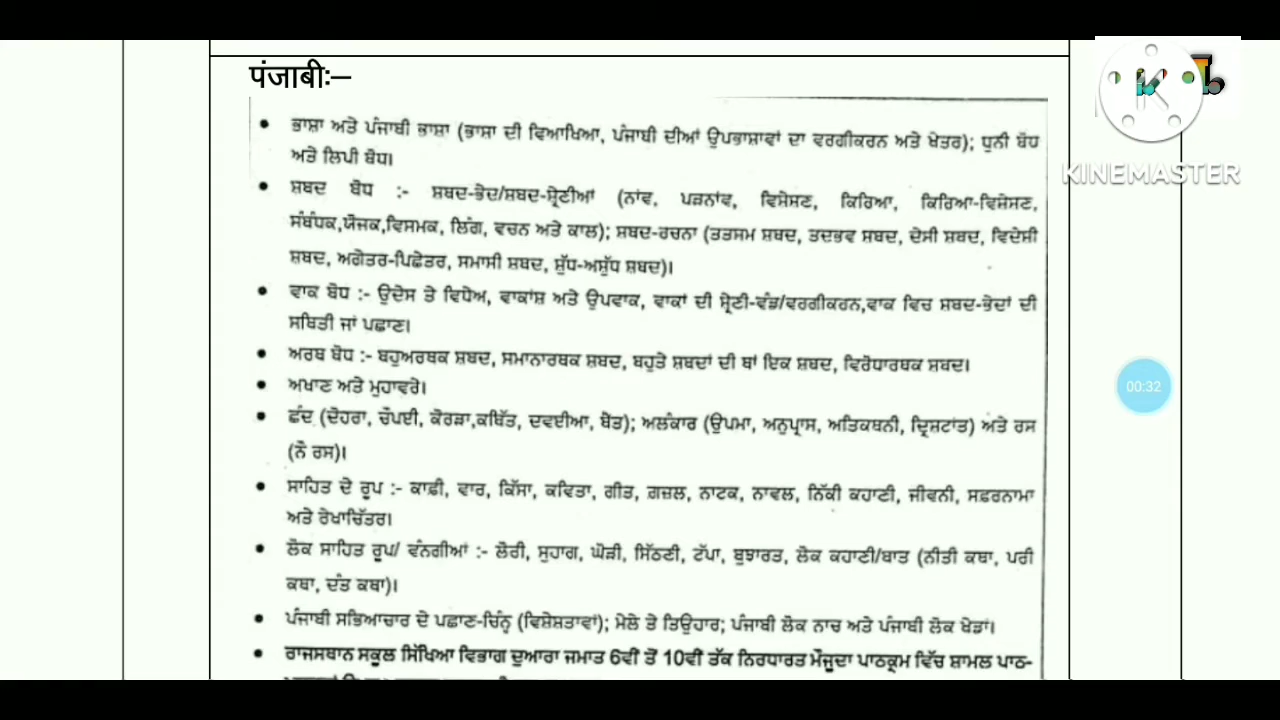 पंजाबीः—
ਭਾਸ਼ਾ ਅਤੇ ਪੰਜਾਬੀ ਭਾਸ਼ਾ (ਭਾਸ਼ਾ ਦੀ ਵਿਆਖਿਆ, ਪੰਜਾਬੀ ਦੀਆਂ ਉਪਭਾਸ਼ਾਵਾਂ ਦਾ ਵਰਗੀਕਰਨ ਅਤੇ ਖੇਤਰ); ਧੁਨੀ ਬੋਧ
ਅਤੇ ਲਿਪੀ ਬੋਧ।
ਸ਼ਬਦ ਬੋਧ :- ਸ਼ਬਦ-ਭੇਦ/ਸ਼ਬਦ-ਸ਼੍ਰੇਣੀਆਂ (ਨਾਂਵ, ਪੜਨਾਂਵ, ਵਿਸ਼ੇਸ਼ਣ, ਕਿਰਿਆ, ਕਿਰਿਆ-ਵਿਸ਼ੇਸ਼ਣ,
ਸੰਬੰਧਕ,ਯੋਜਕ,ਵਿਸਮਕ, ਲਿੰਗ, ਵਚਨ ਅਤੇ ਕਾਲ); ਸ਼ਬਦ-ਰਚਨਾ (ਤਤਸਮ ਸ਼ਬਦ, ਤਦਭਵ ਸ਼ਬਦ, ਦੇਸੀ ਸ਼ਬਦ, ਵਿਦੇਸੀ
ਸ਼ਬਦ, ਅਗੇਤਰ-ਪਿਛੇਤਰ, ਸਮਾਸੀ ਸ਼ਬਦ, ਸ਼ੁੱਧ-ਅਸ਼ੁੱਧ ਸ਼ਬਦ)।
ਵਾਕ ਬੋਧ :- ਉਦੇਸ ਤੇ ਵਿਧੇਅ, ਵਾਕਾਂਸ਼ ਅਤੇ ਉਪਵਾਕ, ਵਾਕਾਂ ਦੀ ਸ਼੍ਰੇਣੀ-ਵੰਡ/ਵਰਗੀਕਰਨ,ਵਾਕ ਵਿਚ ਸ਼ਬਦ-ਭੇਦਾਂ ਦੀ
ਸਥਿਤੀ ਜਾਂ ਪਛਾਣ।
ਅਰਥ ਬੋਧ :- ਬਹੁਅਰਥਕ ਸ਼ਬਦ, ਸਮਾਨਾਰਥਕ ਸ਼ਬਦ, ਬਹੁਤੇ ਸ਼ਬਦਾਂ ਦੀ ਥਾਂ ਇਕ ਸ਼ਬਦ, ਵਿਰੋਧਾਰਥਕ ਸ਼ਬਦ।
ਅਖਾਣ ਅਤੇ ਮੁਹਾਵਰੇ।
ਛੰਦ (ਦੋਹਰਾ, ਚੌਪਈ, ਕੋਰੜਾ,ਕਬਿੱਤ, ਦਵਈਆ, ਬੈਂਤ); ਅਲੰਕਾਰ (ਉਪਮਾ, ਅਨੁਪ੍ਰਾਸ, ਅਤਿਕਥਨੀ, ਦ੍ਰਿਸ਼ਟਾਂਤ) ਅਤੇ ਰਸ
(ਨੌਂ ਰਸ)।
ਸਾਹਿਤ ਦੇ ਰੂਪ :- ਕਾਫ਼ੀ, ਵਾਰ, ਕਿੱਸਾ, ਕਵਿਤਾ, ਗੀਤ, ਗ਼ਜ਼ਲ, ਨਾਟਕ, ਨਾਵਲ, ਨਿੱਕੀ ਕਹਾਣੀ, ਜੀਵਨੀ, ਸਫ਼ਰਨਾਮਾ
ਅਤੇ ਰੇਖਾਚਿੱਤਰ।
ਲੋਕ ਸਾਹਿਤ ਰੂਪ/ ਵੰਨਗੀਆਂ :- ਲੋਰੀ, ਸੁਹਾਗ, ਘੋੜੀ, ਸਿੱਠਣੀ, ਟੱਪਾ, ਬੁਝਾਰਤ, ਲੋਕ ਕਹਾਣੀ/ਬਾਤ (ਨੀਤੀ ਕਥਾ, ਪਰੀ
ਕਥਾ, ਦੰਤ ਕਥਾ)।
ਪੰਜਾਬੀ ਸਭਿਆਚਾਰ ਦੇ ਪਛਾਣ-ਚਿੰਨ੍ਹ (ਵਿਸ਼ੇਸ਼ਤਾਵਾਂ); ਮੇਲੇ ਤੇ ਤਿਉਹਾਰ; ਪੰਜਾਬੀ ਲੋਕ ਨਾਚ ਅਤੇ ਪੰਜਾਬੀ ਲੋਕ ਖੇਡਾਂ।
ਰਾਜਸਥਾਨ ਸਕੂਲ ਸਿੱਖਿਆ ਵਿਭਾਗ ਦੁਆਰਾ ਜਮਾਤ 6ਵੀਂ ਤੋਂ 10ਵੀਂ ਤੱਕ ਨਿਰਧਾਰਤ ਮੌਜੂਦਾ ਪਾਠਕ੍ਰਮ ਵਿੱਚ ਸ਼ਾਮਲ ਪਾਠ-
KINEMASTER
00:32